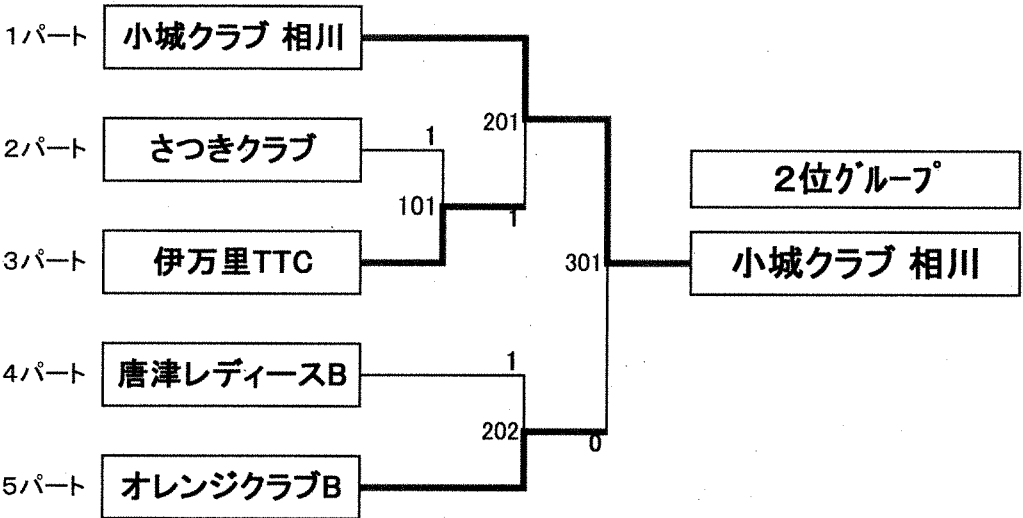 1パート 小城クラブ 相川
201
2パート さつきクラブ 1
2位グループ
101
1
3パート 伊万里TTC
301
小城クラブ 相川
4パート 唐津レディースB 1
202
0
5パート オレンジクラブB